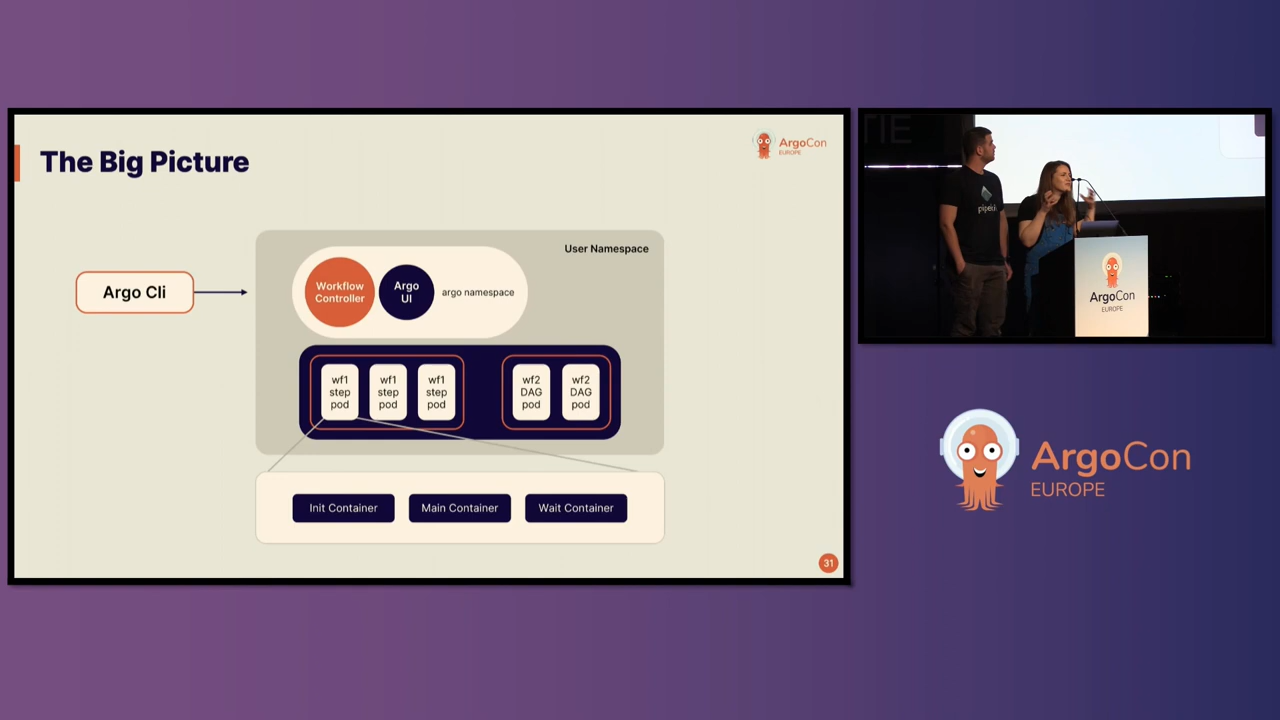 The Big Picture
ArgoCon
EUROPE
User Namespace
Argo Cli
Workflow
Controller
Argo
UI
argo namespace
wf1
step
pod
wf1
step
pod
wf1
step
pod
wf2
DAG
pod
wf2
DAG
pod
Init Container
Main Container
Wait Container
31
TIE
ArgoCon
EUROPE
ArgoCon
EUROPE